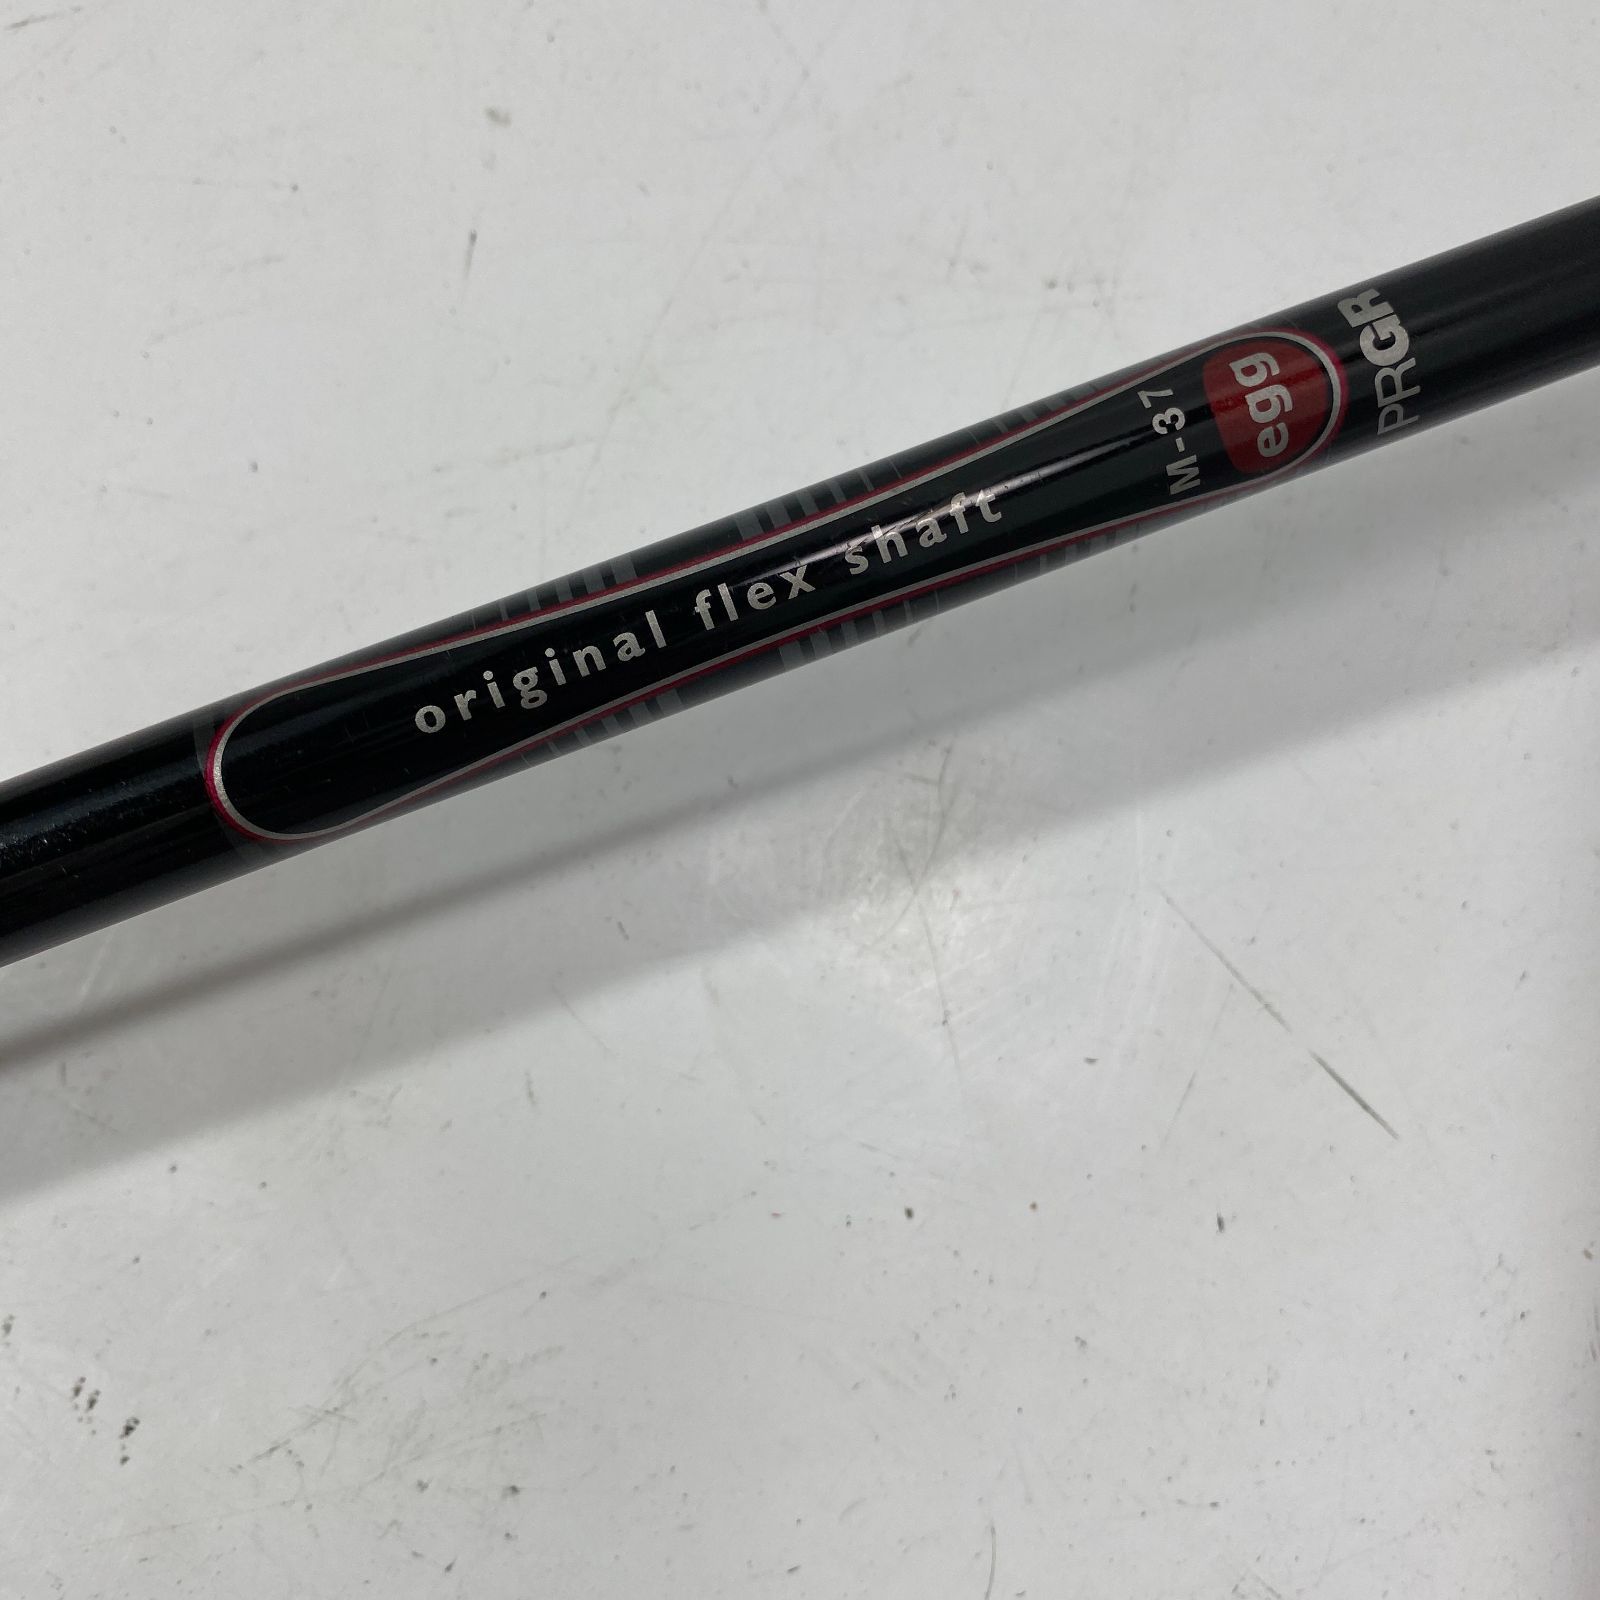 original flex shaft
M-37
egg
PRGR